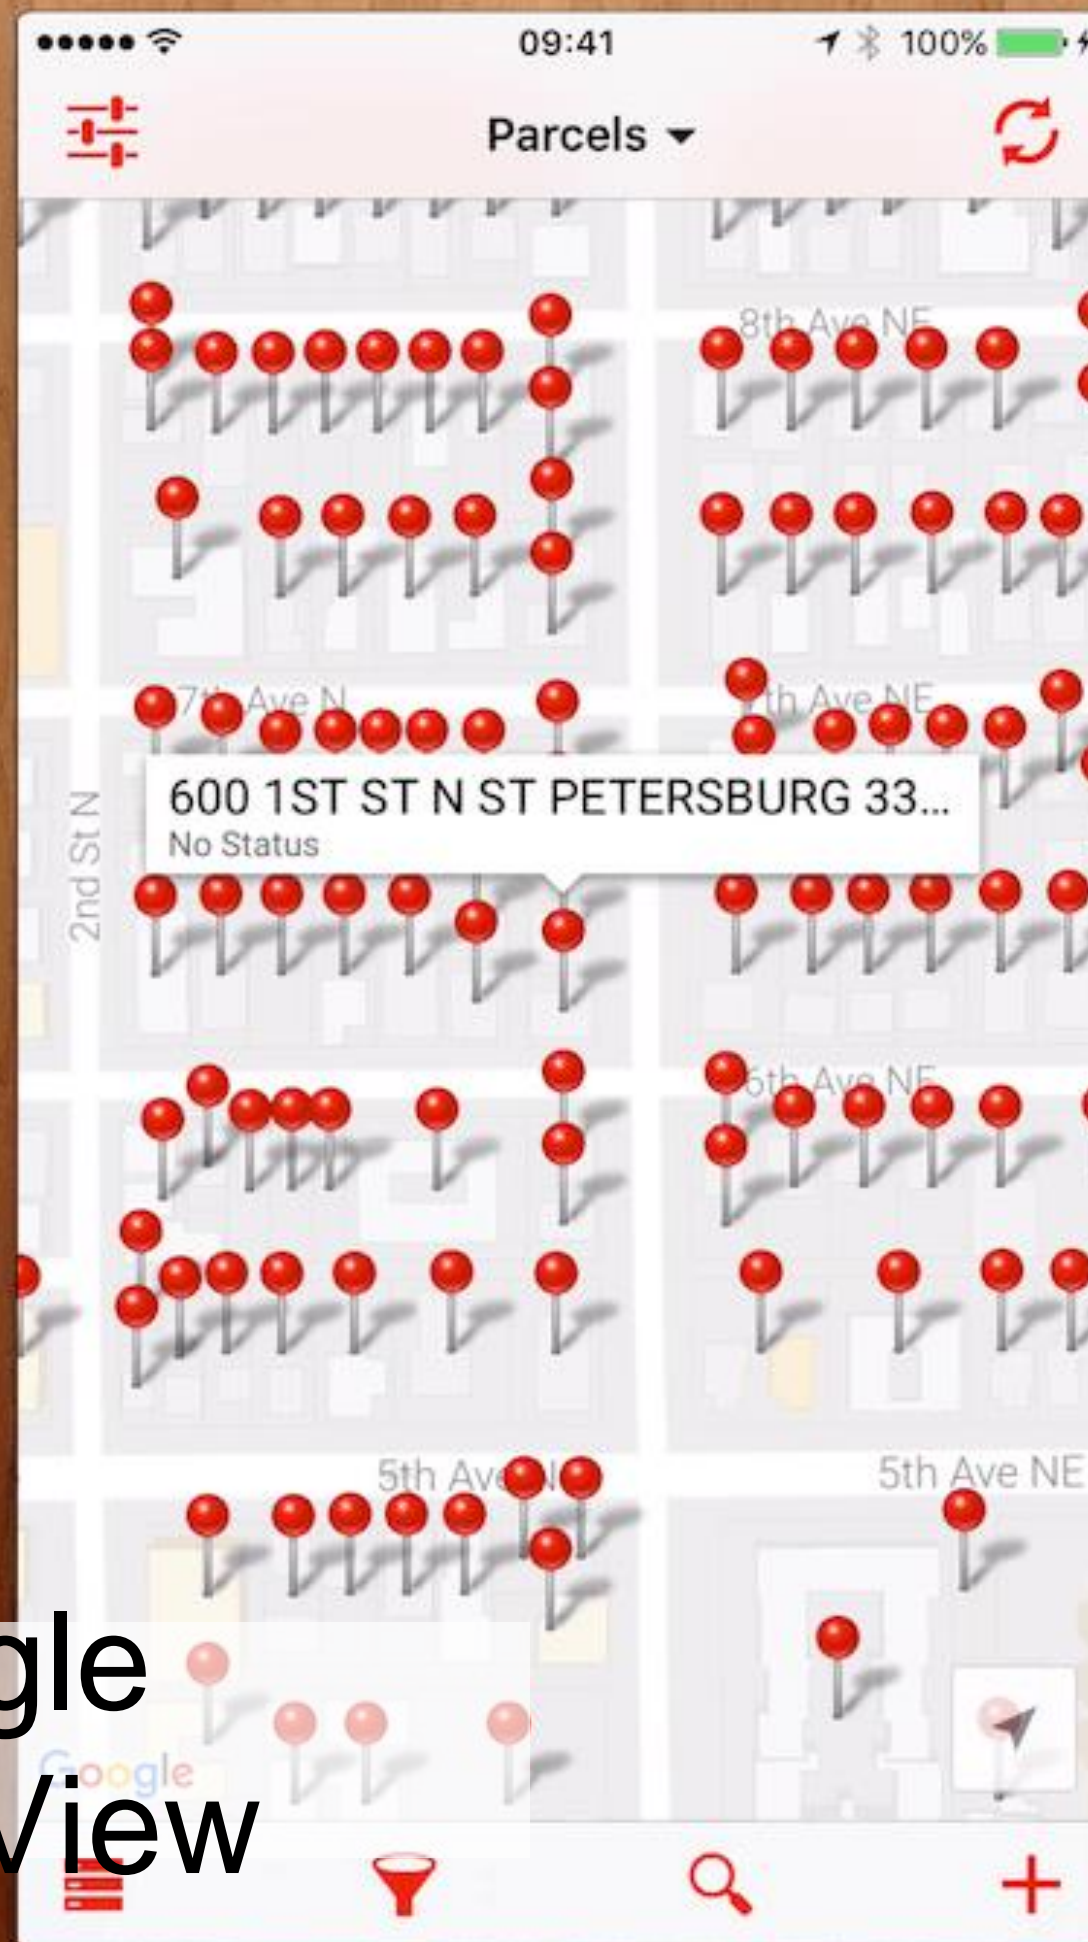 09:41
100%
Parcels
8th Ave NE
7th Ave N
th Ave NE
600 1ST ST N ST PETERSBURG 33...
No Status
2nd St N
6th Ave NE
5th Ave N
5th Ave NE
gle
Google
View